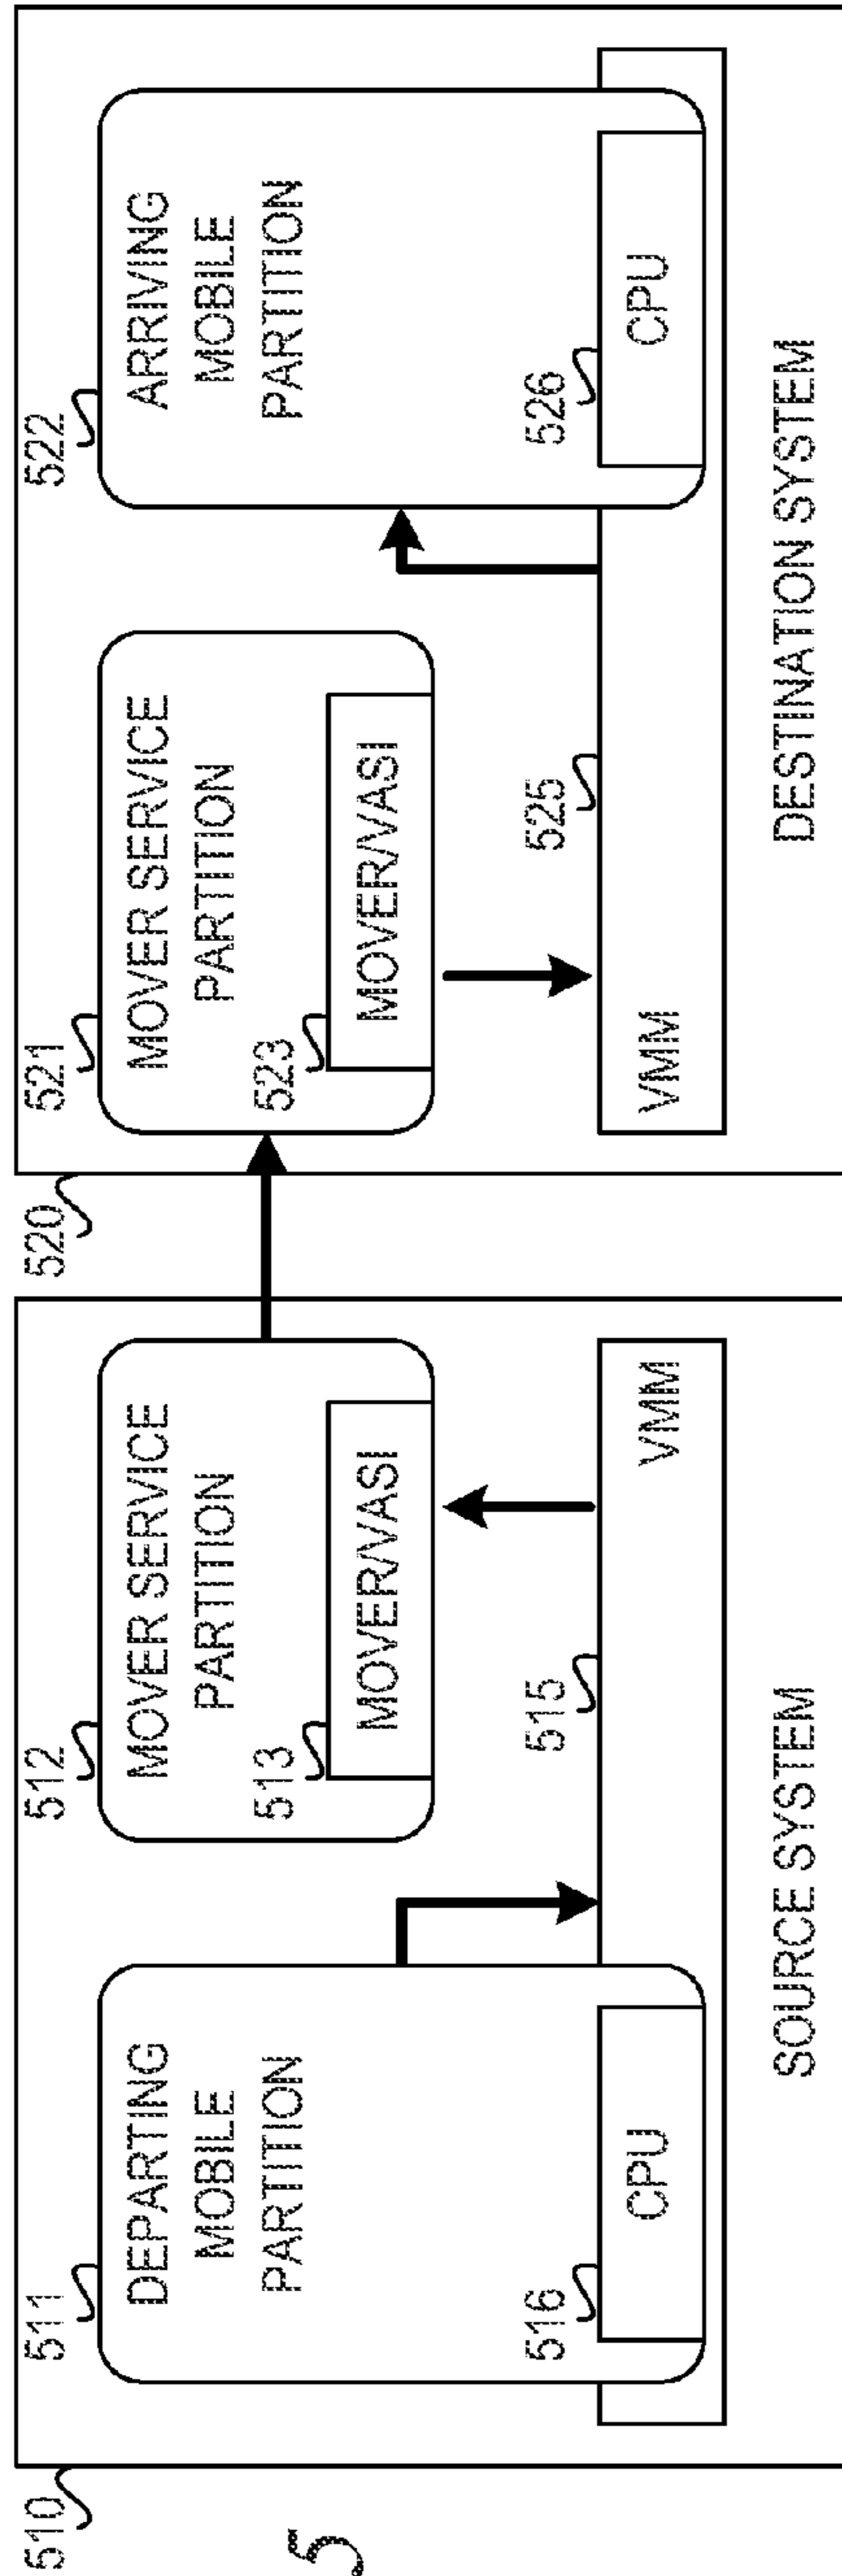 510
511
DEPARTING
MOBILE
PARTITION
516
CPU
512
MOVER SERVICE
PARTITION
513
MOVER/VASI
515
VMM
SOURCE SYSTEM
520
521
MOVER SERVICE
PARTITION
523
MOVER/VASI
525
VMM
522
ARRIVING
MOBILE
PARTITION
526
CPU
DESTINATION SYSTEM
5